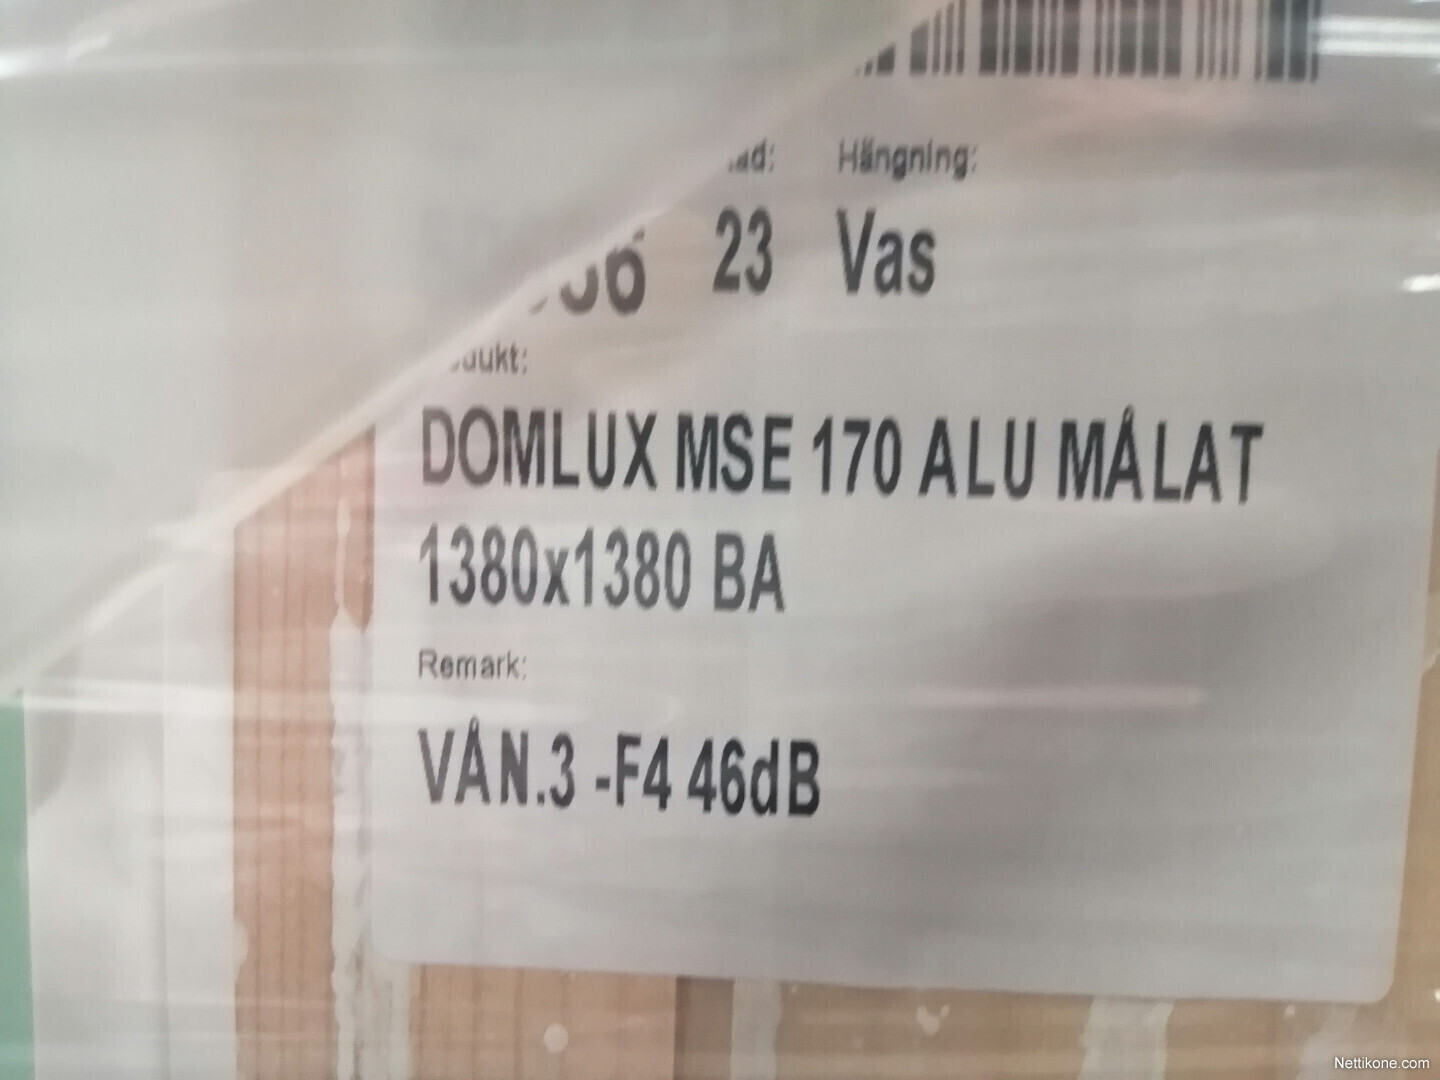 Hängning:
23 Vas
DOMLUX MSE 170 ALU MÅLAT
1380x1380 BA
Remark:
VÅN.3 -F4 46dB
Nettikone.com